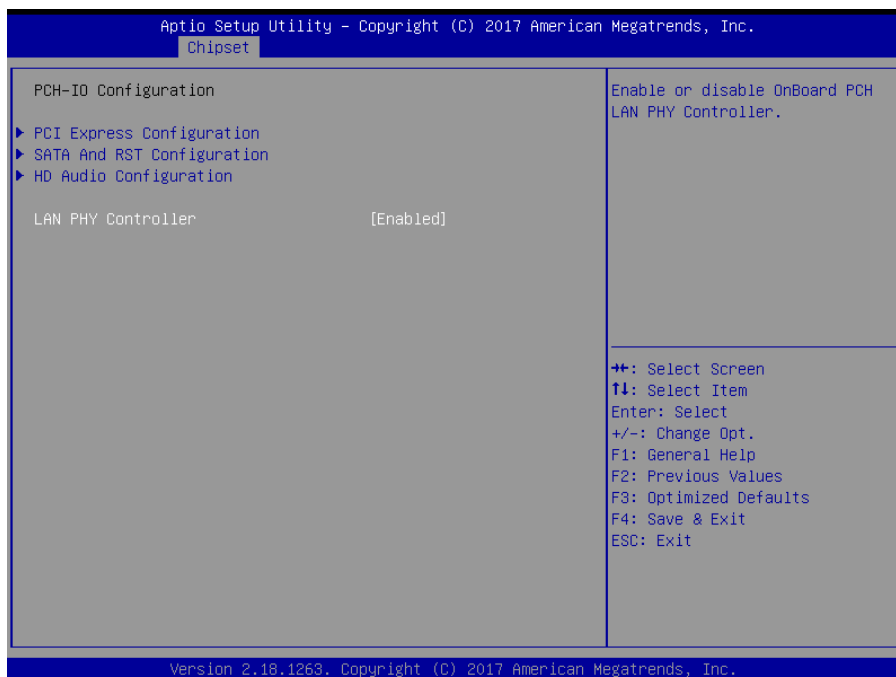 Aptio Setup Utility – Copyright (C) 2017 American Megatrends, Inc.
Chipset
PCH-IO Configuration
PCI Express Configuration
SATA And RST Configuration
HD Audio Configuration
LAN PHY Controller [Enabled]
Enable or disable OnBoard PCH
LAN PHY Controller.
→←: Select Screen
↑↓: Select Item
Enter: Select
+/-: Change Opt.
F1: General Help
F2: Previous Values
F3: Optimized Defaults
F4: Save & Exit
ESC: Exit
Version 2.18.1263. Copyright (C) 2017 American Megatrends, Inc.